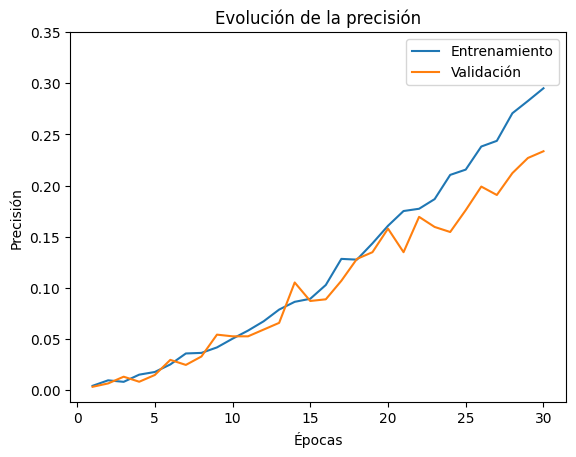 Evolución de la precisión
Entrenamiento
Validación
Precisión
0.35
0.30
0.25
0.20
0.15
0.10
0.05
0.00
0 5 10 15 20 25 30
Épocas